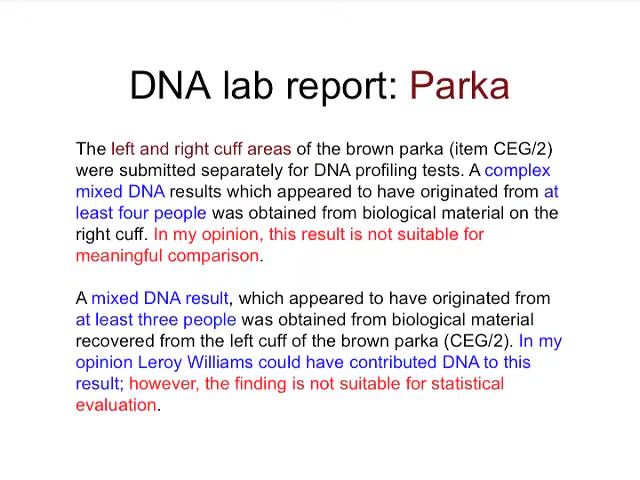 DNA lab report: Parka
The left and right cuff areas of the brown parka (item CEG/2)
were submitted separately for DNA profiling tests. A complex
mixed DNA results which appeared to have originated from at
least four people was obtained from biological material on the
right cuff. In my opinion, this result is not suitable for
meaningful comparison.
A mixed DNA result, which appeared to have originated from
at least three people was obtained from biological material
recovered from the left cuff of the brown parka (CEG/2). In my
opinion Leroy Williams could have contributed DNA to this
result; however, the finding is not suitable for statistical
evaluation.